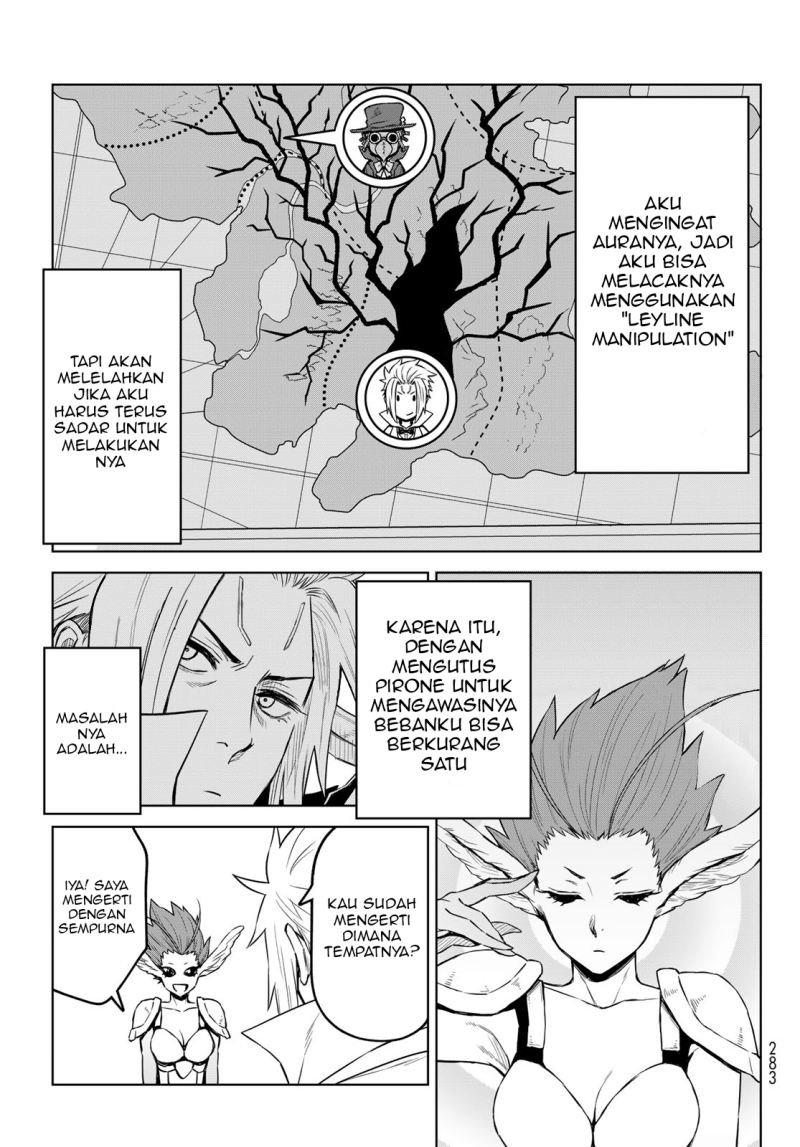 AKU
MENGINGAT
AURANYA, JADI
AKU BISA
MELACAKNYA
MENGGUNAKAN
"LEYLINE
MANIPULATION"
TAPI AKAN
MELELAHKAN
JIKA AKU
HARUS TERUS
SADAR UNTUK
MELAKUKAN
NYA
KARENA ITU,
DENGAN
MENGUTUS
PIRONE UNTUK
MENGAWASINYA
BEBANKU BISA
BERKURANG
SATU
MASALAH
NYA
ADALAH...
KAU SUDAH
MENGERTI
DIMANA
TEMPATNYA?
IYA! SAYA
MENGERTI
DENGAN
SEMPURNA
283